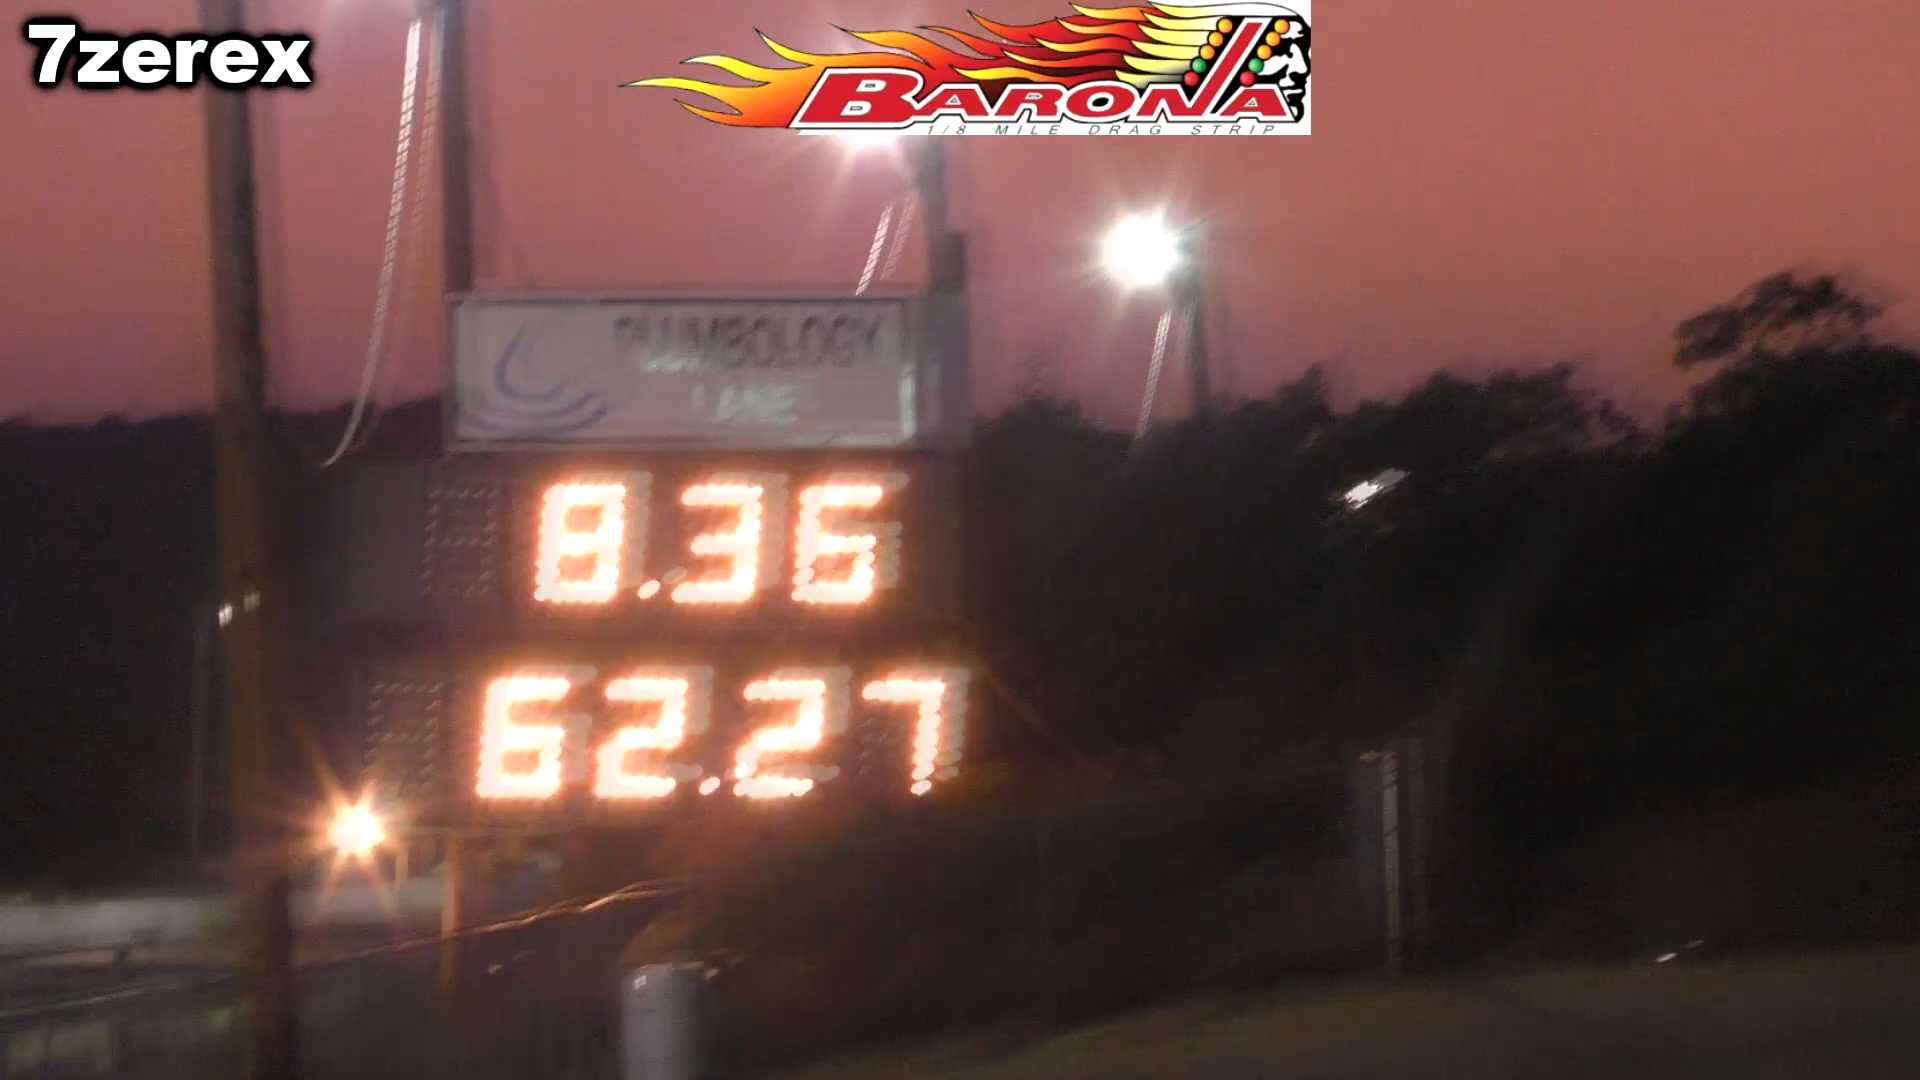 7zerex
BARONA
1/8 MILE DRAG STRIP
PLUMBOLOGY
LANE
8.36
62.27